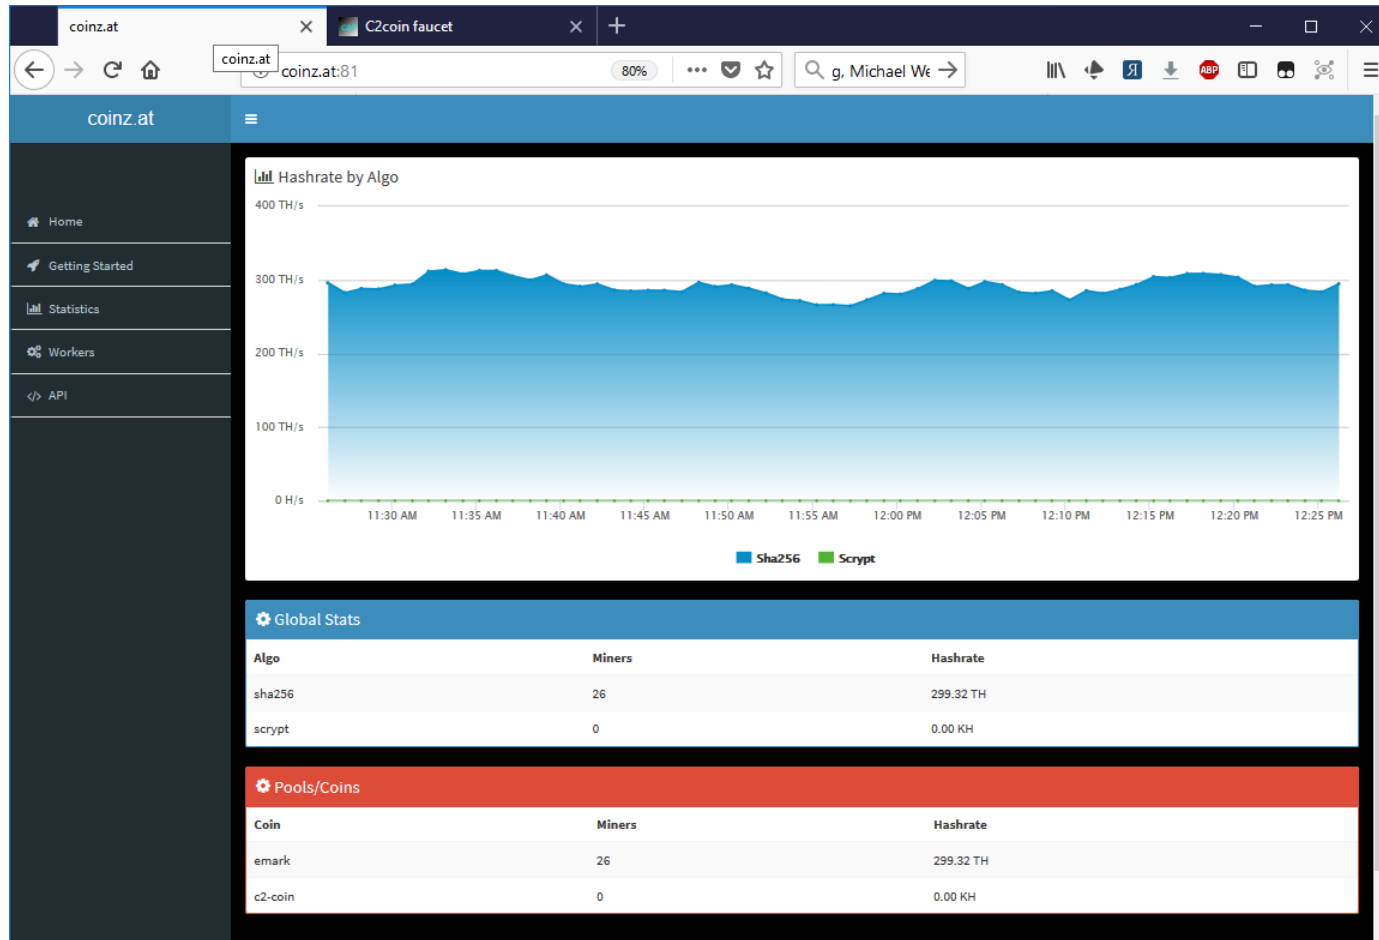 coinz.at
C2coin faucet
coinz.at
coinz.at:81
80%
g, Michael We
Я
ABP
coinz.at
Hashrate by Algo
400 TH/s
300 TH/s
200 TH/s
100 TH/s
0 H/s
11:30 AM 11:35 AM 11:40 AM 11:45 AM 11:50 AM 11:55 AM 12:00 PM 12:05 PM 12:10 PM 12:15 PM 12:20 PM 12:25 PM
Sha256 Scrypt
Home
Getting Started
Statistics
Workers
</> API
Global Stats
Algo Miners Hashrate
sha256 26 299.32 TH
scrypt 0 0.00 KH
Pools/Coins
Coin Miners Hashrate
emark 26 299.32 TH
c2-coin 0 0.00 KH